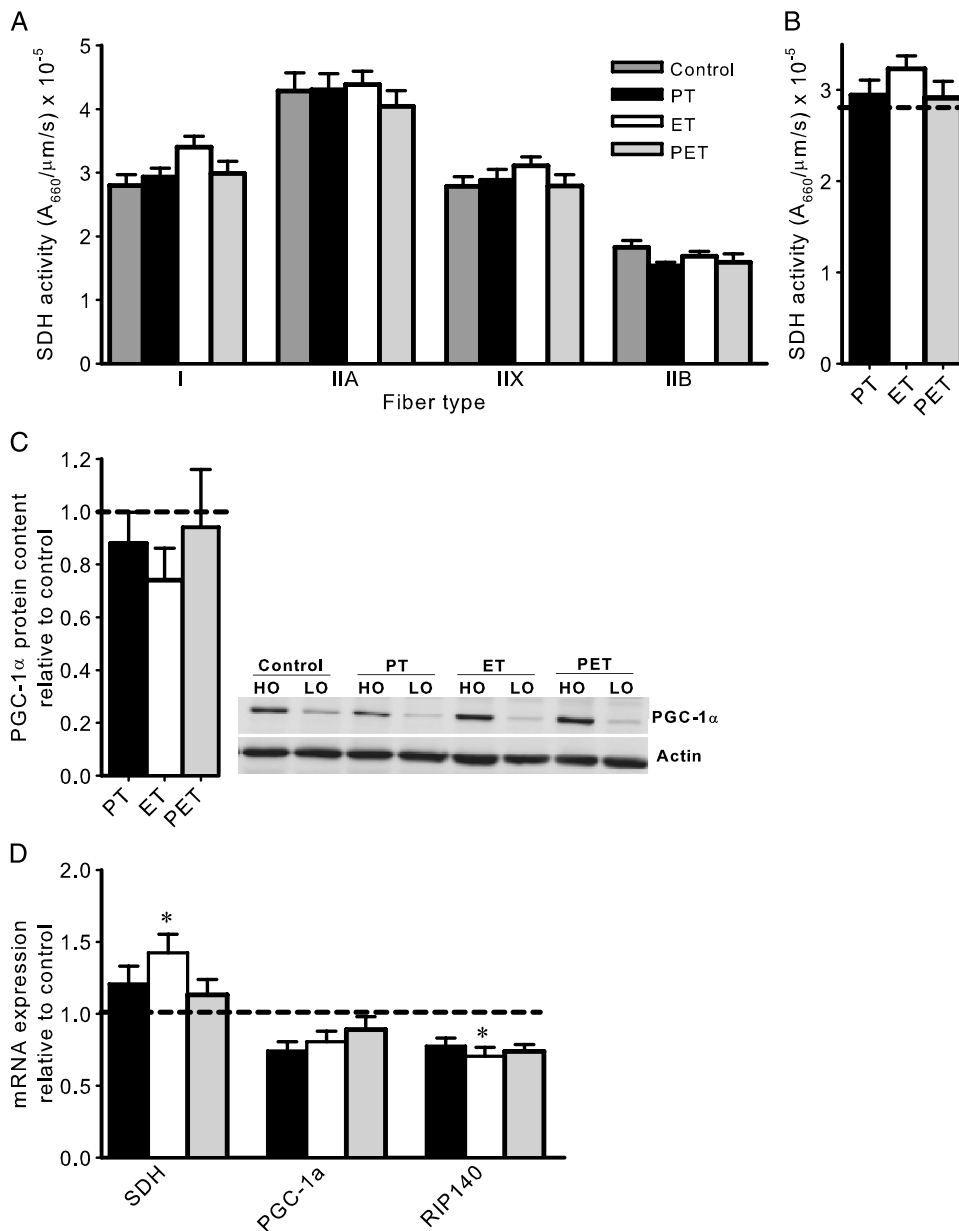 A
SDH activity (A660/μm/s) x 10-5
5
4
3
2
1
0
Control
PT
ET
PET
I IIA IIX IIB
Fiber type
B
SDH activity (A660/μm/s) x 10-5
3
2
1
0
PT ET PET
C
PGC-1α protein content
relative to control
1.2
1.0
0.8
0.6
0.4
0.2
0.0
PT ET PET
Control PT ET PET
HO LO HO LO HO LO HO LO
PGC-1α
Actin
D
mRNA expression
relative to control
2.0
1.5
1.0
0.5
0.0
*
*
SDH PGC-1a RIP140